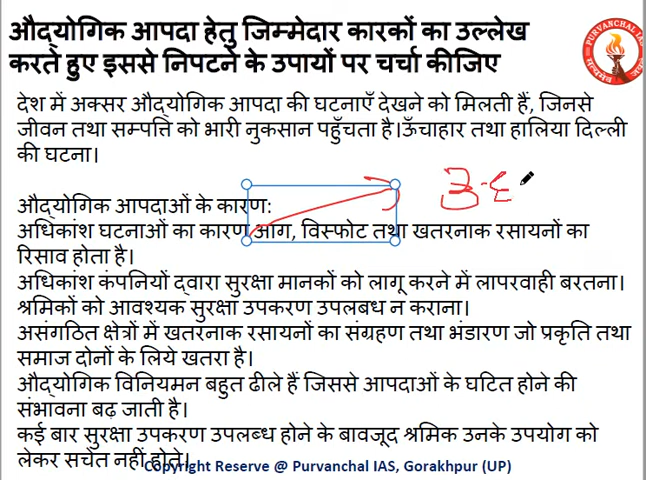 औद्योगिक आपदा हेतु जिम्मेदार कारकों का उल्लेख
करते हुए इससे निपटने के उपायों पर चर्चा कीजिए
PURVANCHAL IAS
देश में अक्सर औद्योगिक आपदा की घटनाएँ देखने को मिलती हैं, जिनसे
जीवन तथा सम्पत्ति को भारी नुकसान पहुँचता है।ऊँचाहार तथा हालिया दिल्ली
की घटना।
औद्योगिक आपदाओं के कारण:
अधिकांश घटनाओं का कारण आग, विस्फोट तथा खतरनाक रसायनों का
रिसाव होता है।
अधिकांश कंपनियों द्वारा सुरक्षा मानकों को लागू करने में लापरवाही बरतना।
श्रमिकों को आवश्यक सुरक्षा उपकरण उपलबध न कराना।
असंगठित क्षेत्रों में खतरनाक रसायनों का संग्रहण तथा भंडारण जो प्रकृति तथा
समाज दोनों के लिये खतरा है।
औद्योगिक विनियमन बहुत ढीले हैं जिससे आपदाओं के घटित होने की
संभावना बढ़ जाती है।
कई बार सुरक्षा उपकरण उपलब्ध होने के बावजूद श्रमिक उनके उपयोग को
लेकर सचेत नहीं होते।
Copyright Reserve @ Purvanchal IAS, Gorakhpur (UP)